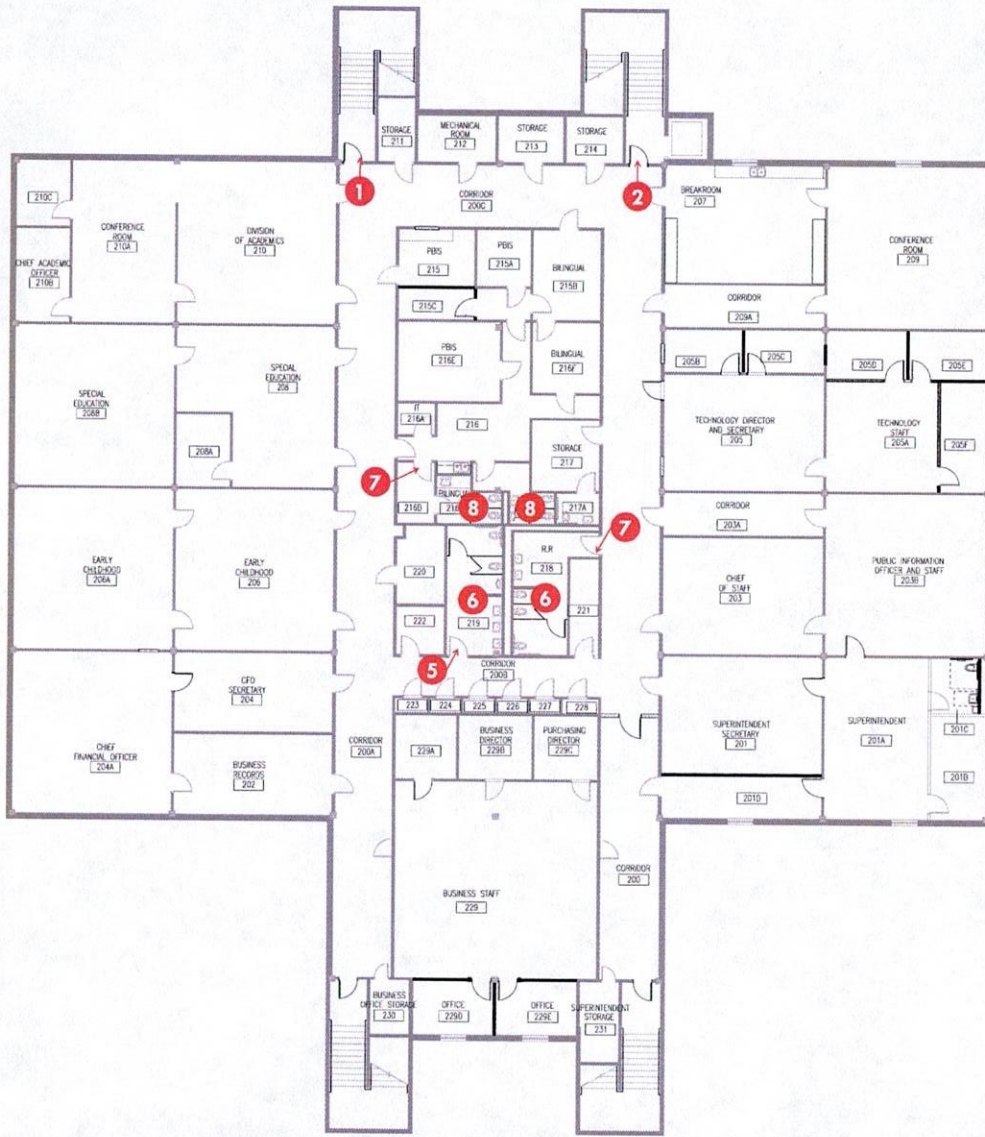 STORAGE
211
MECHANICAL
ROOM
212
STORAGE
213
STORAGE
214
1
2
CORRIDOR
200C
210C
CONFERENCE
ROOM
210A
DIVISION
OF ACADEMICS
210
CHIEF ACADEMIC
OFFICER
210B
BREAKROOM
207
CONFERENCE
ROOM
209
PBIS
215
PBIS
215A
BILINGUAL
215B
215C
CORRIDOR
209A
PBIS
216E
BILINGUAL
216F
205B
205C
205D
205E
SPECIAL
EDUCATION
208B
SPECIAL
EDUCATION
208
208A
IT
216A
216
STORAGE
217
TECHNOLOGY DIRECTOR
AND SECRETARY
205
TECHNOLOGY
STAFF
205A
205F
7
BILINGUAL
216D
8
8
217A
CORRIDOR
203A
EARLY
CHILDHOOD
206A
EARLY
CHILDHOOD
206
220
R.R
218
7
CHIEF
OF STAFF
203
PUBLIC INFORMATION
OFFICER AND STAFF
203B
6
6
222
219
221
5
CORRIDOR
200B
CFO
SECRETARY
204
223
224
225
226
227
228
CHIEF
FINANCIAL OFFICER
204A
BUSINESS
RECORDS
202
CORRIDOR
200A
229A
BUSINESS
DIRECTOR
229B
PURCHASING
DIRECTOR
229C
SUPERINTENDENT
SECRETARY
201
SUPERINTENDENT
201A
201C
201B
201D
BUSINESS STAFF
229
CORRIDOR
200
BUSINESS
OFFICE STORAGE
230
OFFICE
229D
OFFICE
229E
SUPERINTENDENT
STORAGE
231